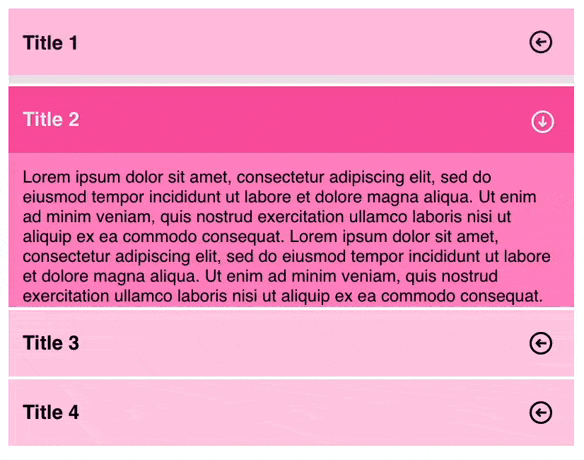 Title 1
Title 2
Lorem ipsum dolor sit amet, consectetur adipiscing elit, sed do
eiusmod tempor incididunt ut labore et dolore magna aliqua. Ut enim
ad minim veniam, quis nostrud exercitation ullamco laboris nisi ut
aliquip ex ea commodo consequat. Lorem ipsum dolor sit amet,
consectetur adipiscing elit, sed do eiusmod tempor incididunt ut labore
et dolore magna aliqua. Ut enim ad minim veniam, quis nostrud
exercitation ullamco laboris nisi ut aliquip ex ea commodo consequat.
Title 3
Title 4